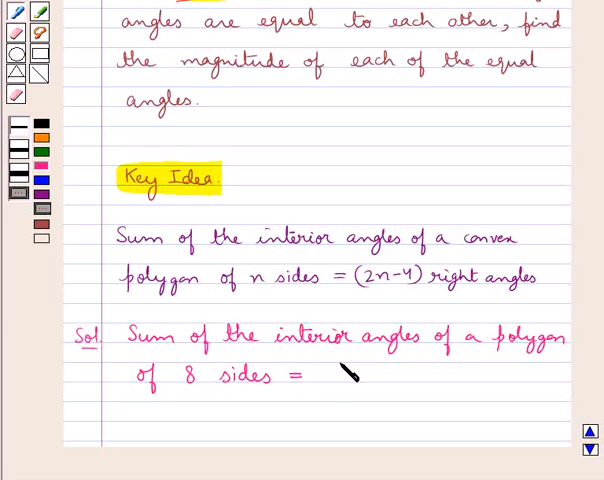 angles are equal to each other, find
the magnitude of each of the equal
angles.
Key Idea.
Sum of the interior angles of a convex
polygon of n sides = (2n-4) right angles
Sol. Sum of the interior angles of a polygon
of 8 sides =